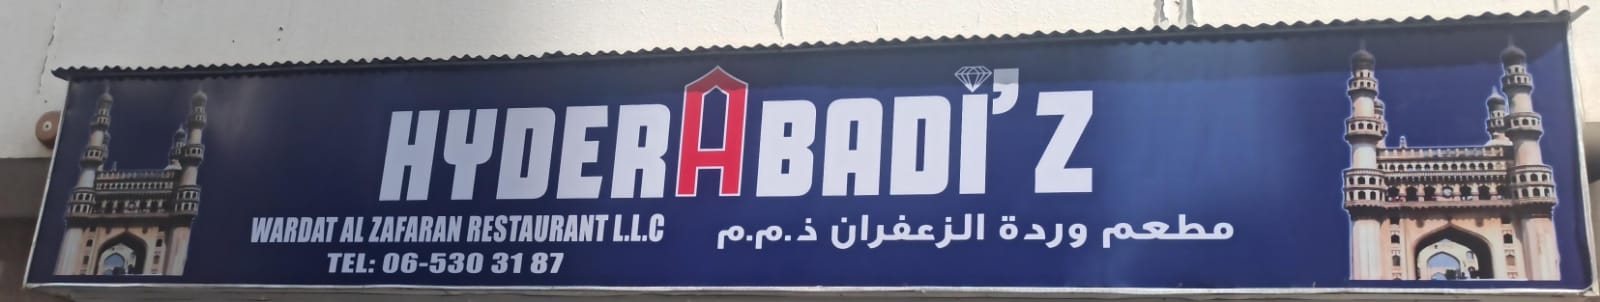 HYDERABADI'Z
WARDAT AL ZAFARAN RESTAURANT L.L.C
مطعم وردة الزعفران ذ.م.م
TEL: 06-530 31 87